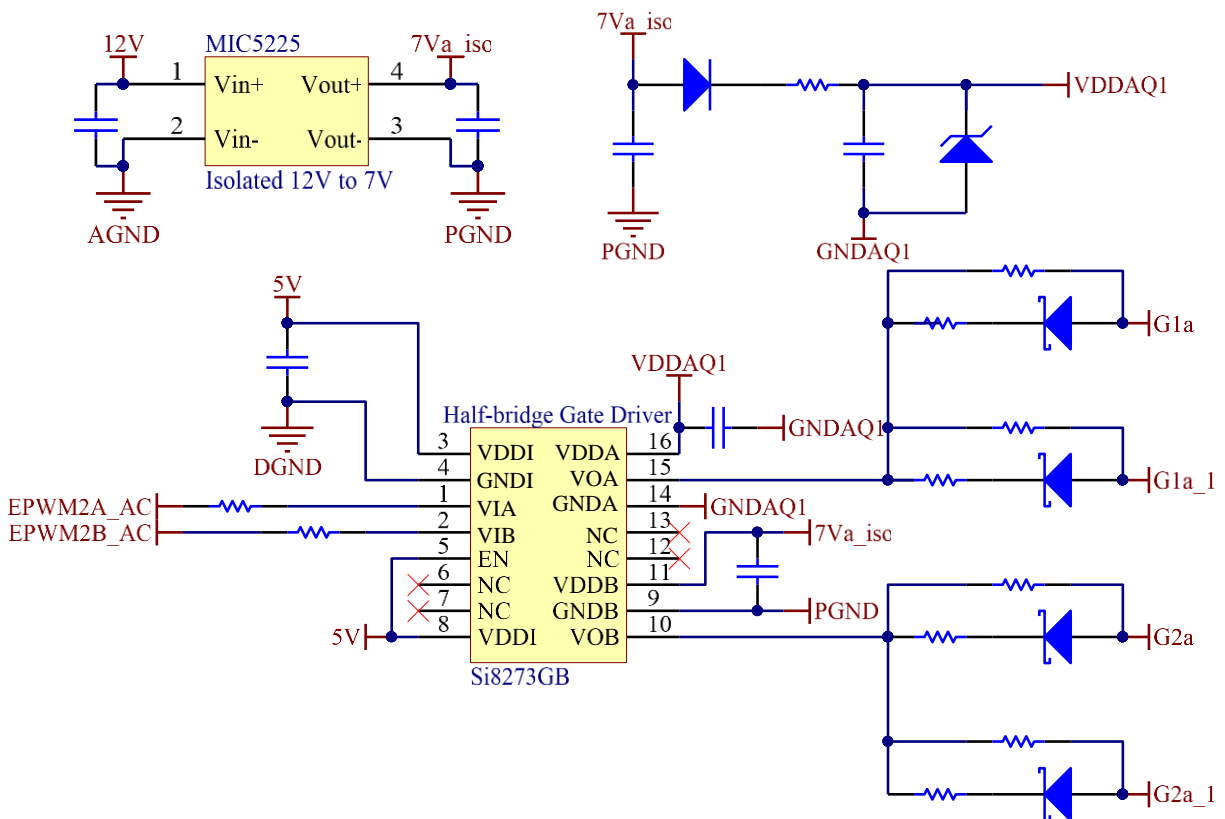 12V
MIC5225
7Va_iso
1
Vin+
Vout+
4
2
Vin-
Vout-
3
Isolated 12V to 7V
AGND
PGND
7Va_iso
VDDAQ1
PGND
GNDAQ1
5V
DGND
G1a
VDDAQ1
GNDAQ1
G1a_1
Half-bridge Gate Driver
3
VDDI
VDDA
16
4
GNDI
VOA
15
EPWM2A_AC
1
VIA
GNDA
14
GNDAQ1
EPWM2B_AC
2
VIB
NC
13
7Va_iso
5
EN
NC
12
6
NC
VDDB
11
7
NC
GNDB
9
PGND
5V
8
VDDI
VOB
10
G2a
Si8273GB
G2a_1